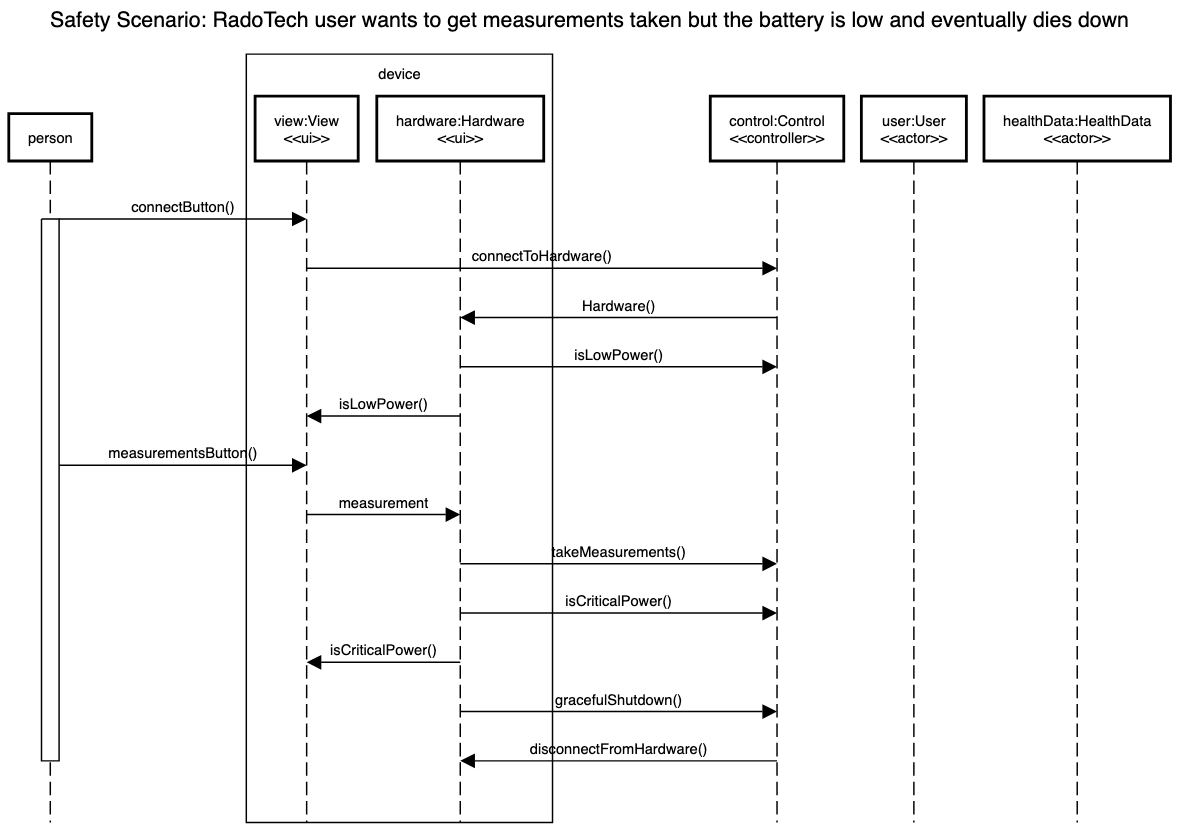 Safety Scenario: RadoTech user wants to get measurements taken but the battery is low and eventually dies down
device
person
view:View
<<ui>>
hardware:Hardware
<<ui>>
control:Control
<<controller>>
user:User
<<actor>>
healthData:HealthData
<<actor>>
connectButton()
connectToHardware()
Hardware()
isLowPower()
isLowPower()
measurementsButton()
measurement
takeMeasurements()
isCriticalPower()
isCriticalPower()
gracefulShutdown()
disconnectFromHardware()